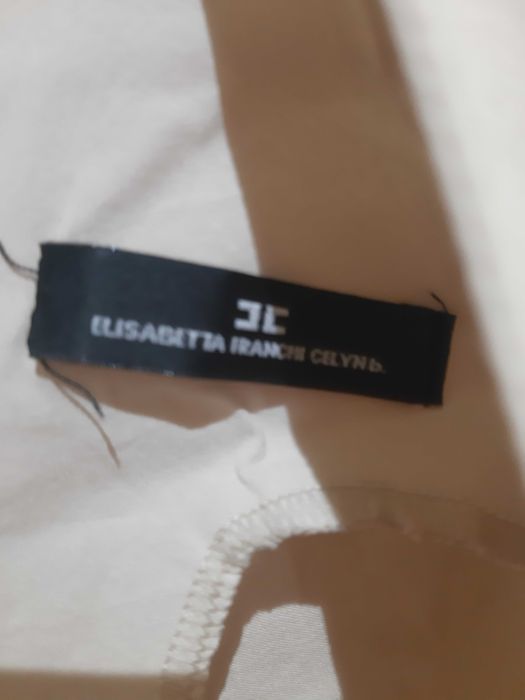 ELISABETTA FRANCHI CELYN b.